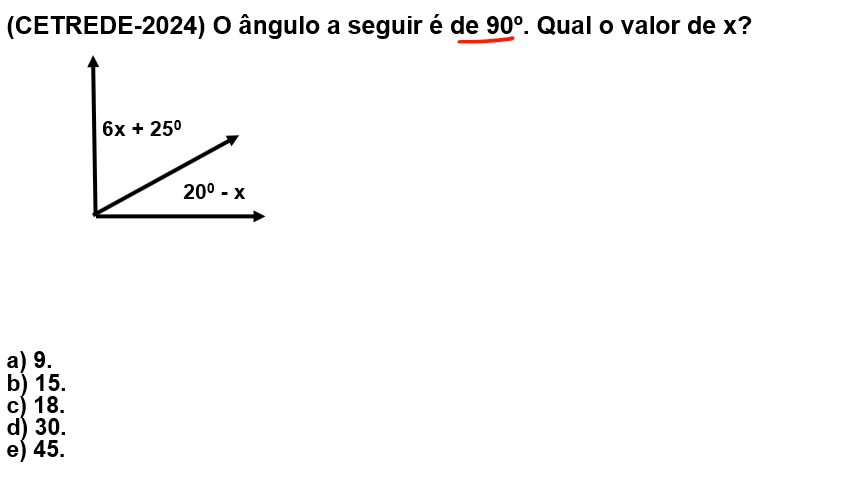 (CETREDE-2024) O ângulo a seguir é de 90º. Qual o valor de x?
6x + 25⁰
20⁰ - x
a) 9.
b) 15.
c) 18.
d) 30.
e) 45.